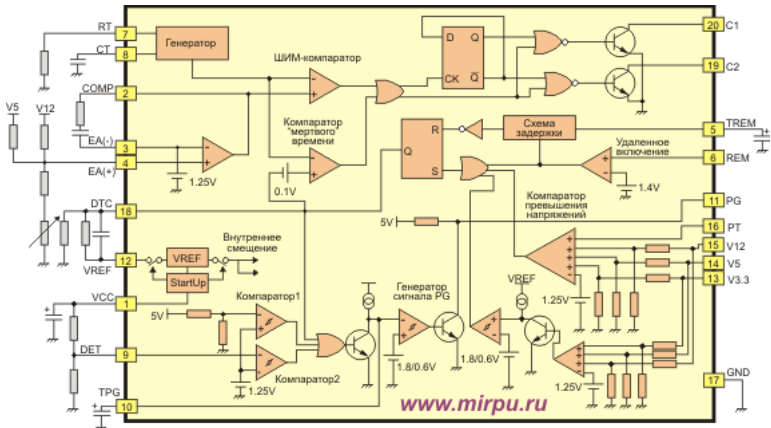 RT
7
Генератор
CT
8
COMP
2
V5
V12
EA(-)
3
4
EA(+)
1.25V
DTC
18
0.1V
ШИМ-компаратор
Компаратор
"мертвого"
времени
D
Q
CK
Q̅
20
C1
19
C2
R
Q
S
Схема
задержки
5
TREM
Удаленное
включение
6
REM
1.4V
11
PG
Компаратор
превышения
напряжений
16
PT
15
V12
14
V5
13
V3.3
1.25V
5V
VREF
12
VREF
StartUp
Внутреннее
смещение
VCC
1
5V
Компаратор1
Генератор
сигнала PG
VREF
DET
9
Компаратор2
1.25V
1.8/0.6V
1.8/0.6V
1.25V
17
GND
TPG
10
www.mirpu.ru